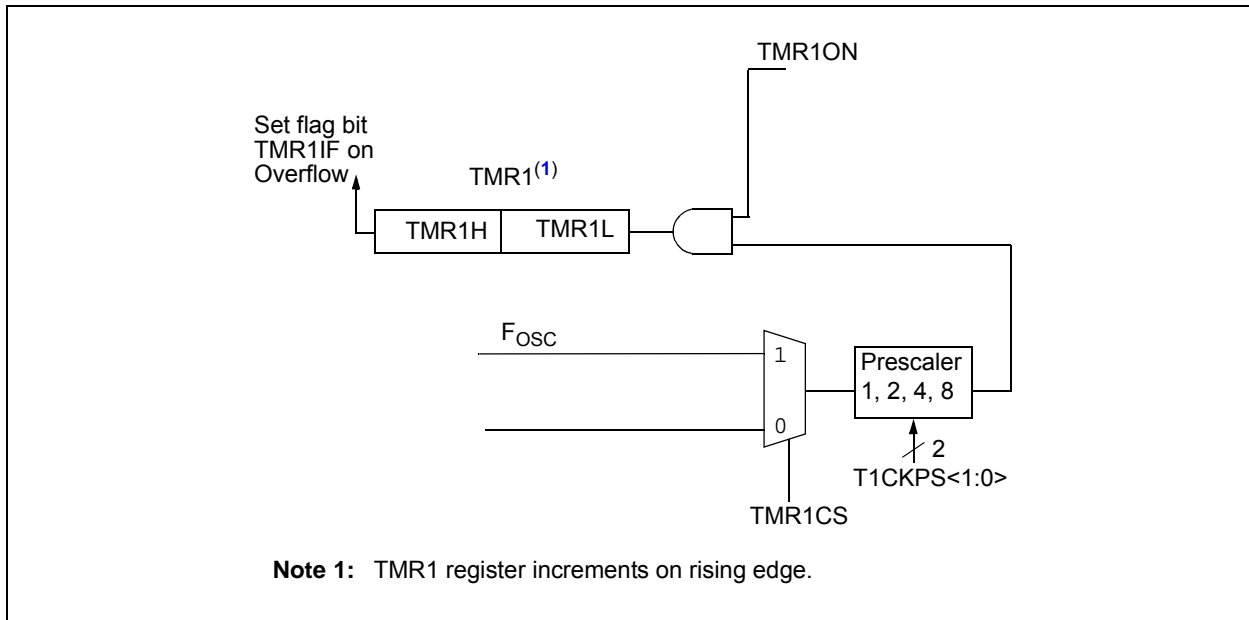 TMR1ON
Set flag bit
TMR1IF on
Overflow
TMR1(1)
TMR1H
TMR1L
FOSC
1
Prescaler
1, 2, 4, 8
0
2
T1CKPS<1:0>
TMR1CS
Note 1: TMR1 register increments on rising edge.